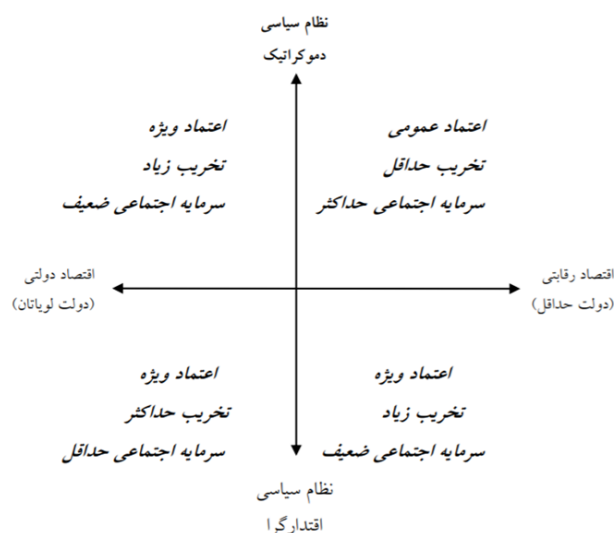 نظام سیاسی
دموکراتیک
اعتماد عمومی
تخریب حداقل
سرمایه اجتماعی حداکثر
اعتماد ویژه
تخریب زیاد
سرمایه اجتماعی ضعیف
اقتصاد رقابتی
(دولت حداقل)
اقتصاد دولتی
(دولت لویاتان)
اعتماد ویژه
تخریب زیاد
سرمایه اجتماعی ضعیف
اعتماد ویژه
تخریب حداکثر
سرمایه اجتماعی حداقل
نظام سیاسی
اقتدارگرا